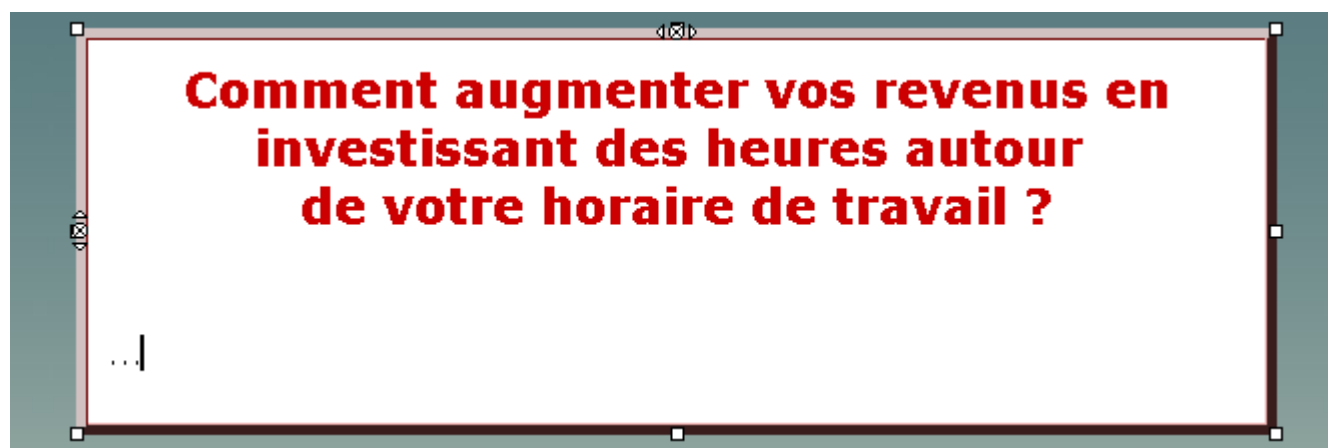 Comment augmenter vos revenus en
investissant des heures autour
de votre horaire de travail ?
...